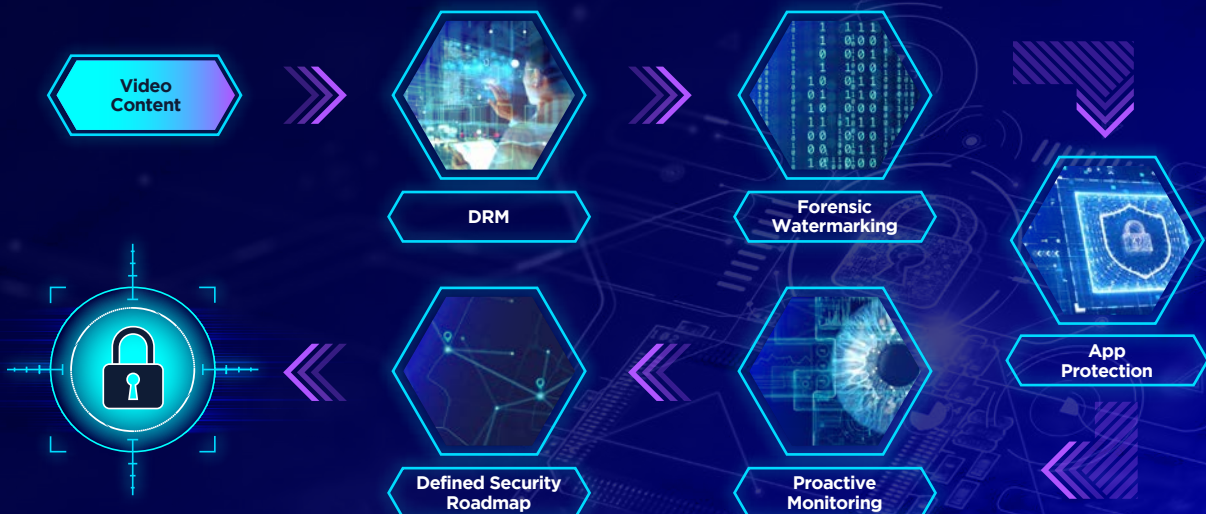 Video
Content
DRM
Forensic
Watermarking
App
Protection
Proactive
Monitoring
Defined Security
Roadmap